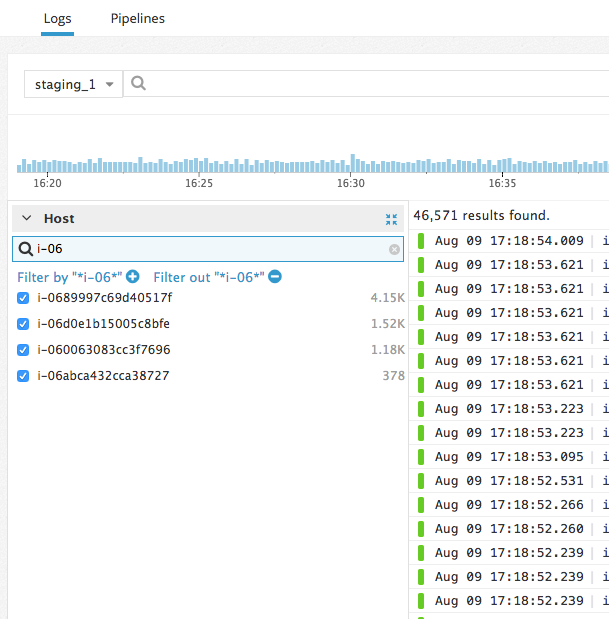 Logs Pipelines
staging_1
16:20 16:25 16:30 16:35
Host
i-06
Filter by "*i-06*" Filter out "*i-06*"
i-0689997c69d40517f 4.15K
i-06d0e1b15005c8bfe 1.52K
i-060063083cc3f7696 1.18K
i-06abca432cca38727 378
46,571 results found.
Aug 09 17:18:54.009 | i
Aug 09 17:18:53.621 | i
Aug 09 17:18:53.621 | i
Aug 09 17:18:53.621 | i
Aug 09 17:18:53.621 | i
Aug 09 17:18:53.621 | i
Aug 09 17:18:53.621 | i
Aug 09 17:18:53.223 | i
Aug 09 17:18:53.223 | i
Aug 09 17:18:53.095 | i
Aug 09 17:18:52.531 | i
Aug 09 17:18:52.266 | i
Aug 09 17:18:52.260 | i
Aug 09 17:18:52.239 | i
Aug 09 17:18:52.239 | i
Aug 09 17:18:52.239 | i